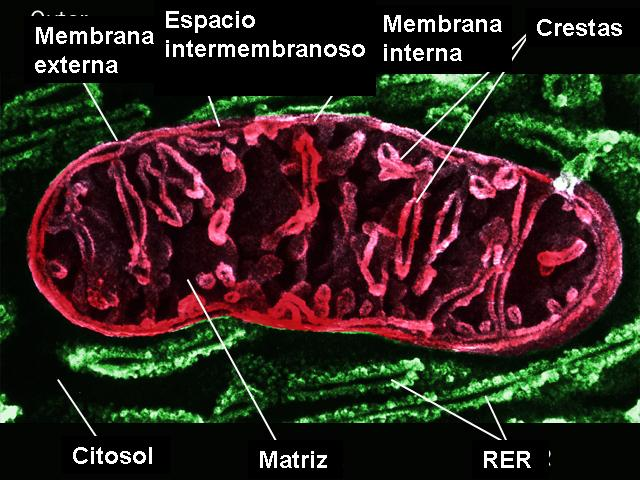 Membrana
externa
Espacio
intermembranoso
Membrana
interna
Crestas
Citosol
Matriz
RER